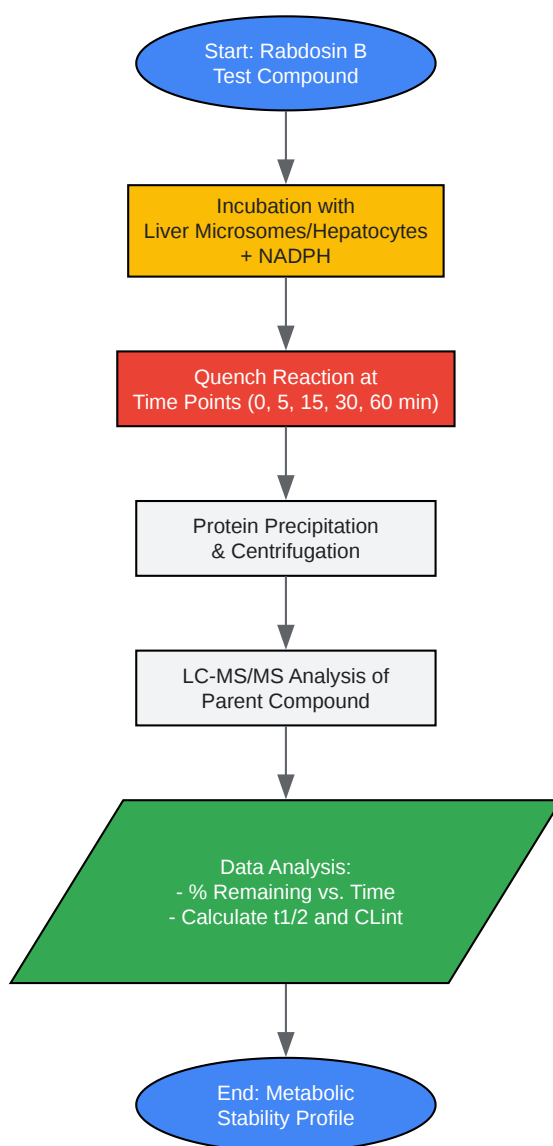 Start: Rabdosin B
Test Compound
Incubation with
Liver Microsomes/Hepatocytes
+ NADPH
Quench Reaction at
Time Points (0, 5, 15, 30, 60 min)
Protein Precipitation
& Centrifugation
LC-MS/MS Analysis of
Parent Compound
Data Analysis:
- % Remaining vs. Time
- Calculate t1/2 and CLint
End: Metabolic
Stability Profile